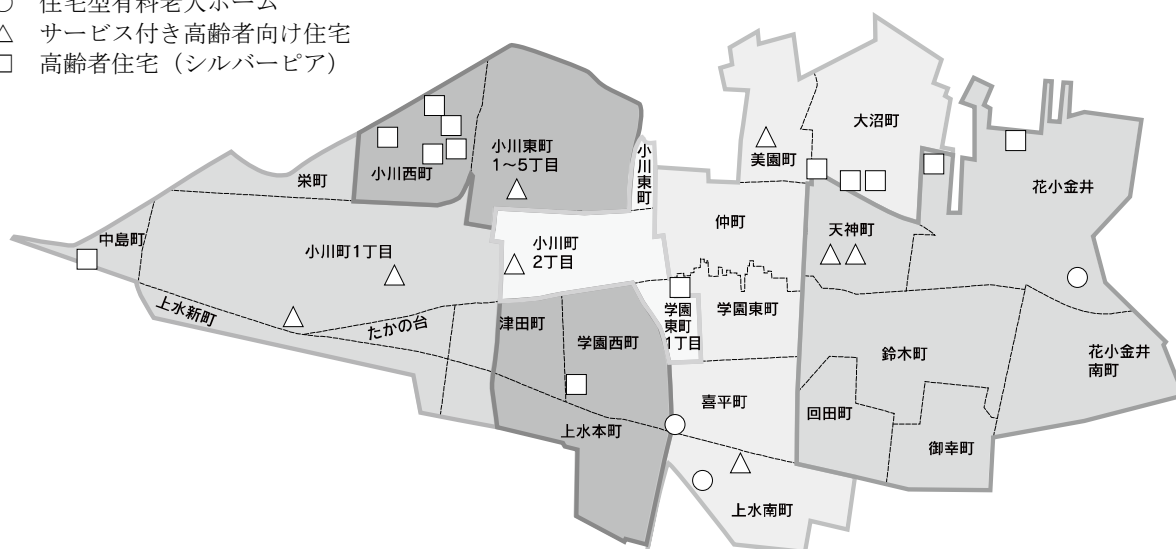 ○ 住宅型有料老人ホーム
△ サービス付き高齢者向け住宅
□ 高齢者住宅（シルバーピア）
大沼町
小川東町
1～5丁目
小川東町
美園町
栄町
小川西町
花小金井
仲町
天神町
中島町
小川町1丁目
小川町
2丁目
上水新町
たかの台
津田町
学園西町
学園
東町
1丁目
学園東町
鈴木町
花小金井
南町
喜平町
回田町
上水本町
御幸町
上水南町